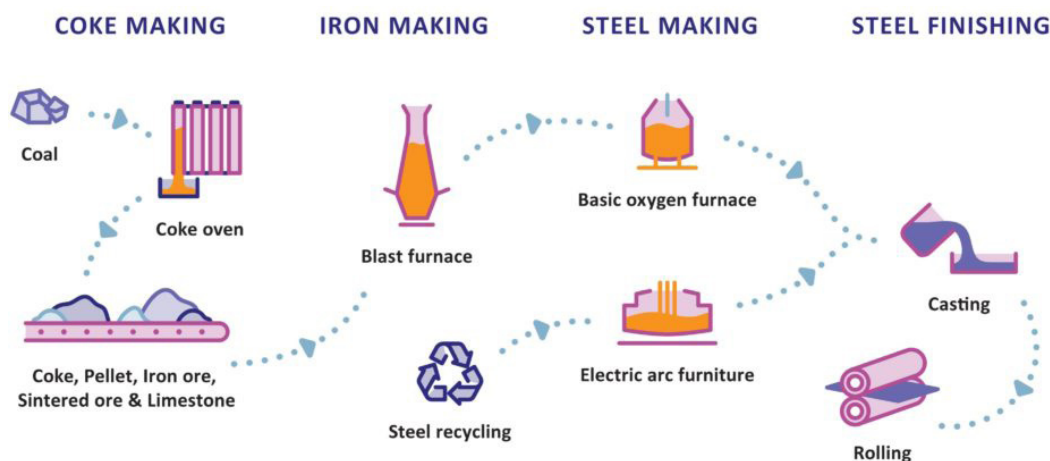 COKE MAKING
IRON MAKING
STEEL MAKING
STEEL FINISHING
Coal
Coke oven
Coke, Pellet, Iron ore,
Sintered ore & Limestone
Blast furnace
Steel recycling
Basic oxygen furnace
Electric arc furniture
Casting
Rolling